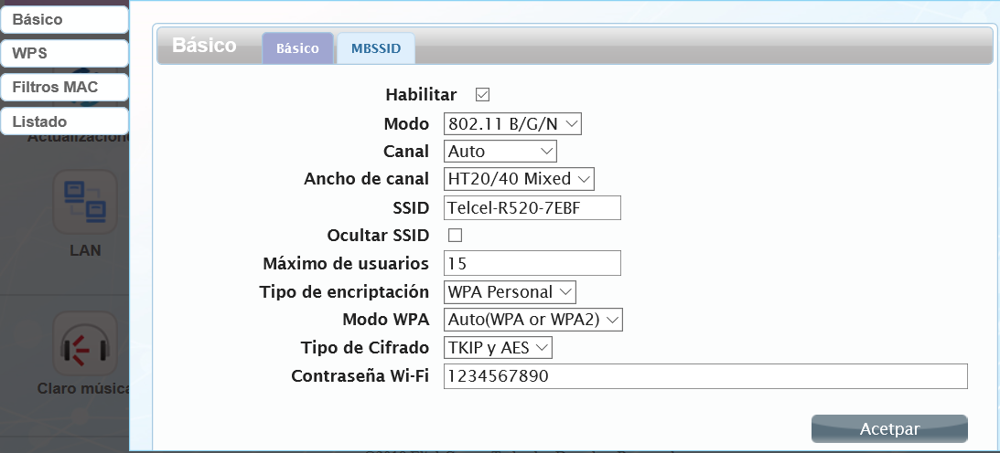 Básico
WPS
Filtros MAC
Listado
LAN
Claro música
Básico
Básico
MBSSID
Habilitar
Modo 802.11 B/G/N
Canal Auto
Ancho de canal HT20/40 Mixed
SSID Telcel-R520-7EBF
Ocultar SSID
Máximo de usuarios 15
Tipo de encriptación WPA Personal
Modo WPA Auto(WPA or WPA2)
Tipo de Cifrado TKIP y AES
Contraseña Wi-Fi 1234567890
Acetpar